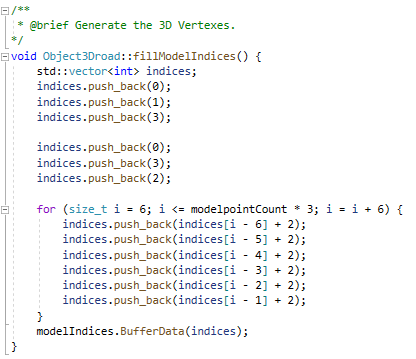 /**
 * @brief Generate the 3D Vertexes.
*/
void Object3Droad::fillModelIndices() {
    std::vector<int> indices;
    indices.push_back(0);
    indices.push_back(1);
    indices.push_back(3);

    indices.push_back(0);
    indices.push_back(3);
    indices.push_back(2);

    for (size_t i = 6; i <= modelpointCount * 3; i = i + 6) {
        indices.push_back(indices[i - 6] + 2);
        indices.push_back(indices[i - 5] + 2);
        indices.push_back(indices[i - 4] + 2);
        indices.push_back(indices[i - 3] + 2);
        indices.push_back(indices[i - 2] + 2);
        indices.push_back(indices[i - 1] + 2);
    }
    modelIndices.BufferData(indices);
}